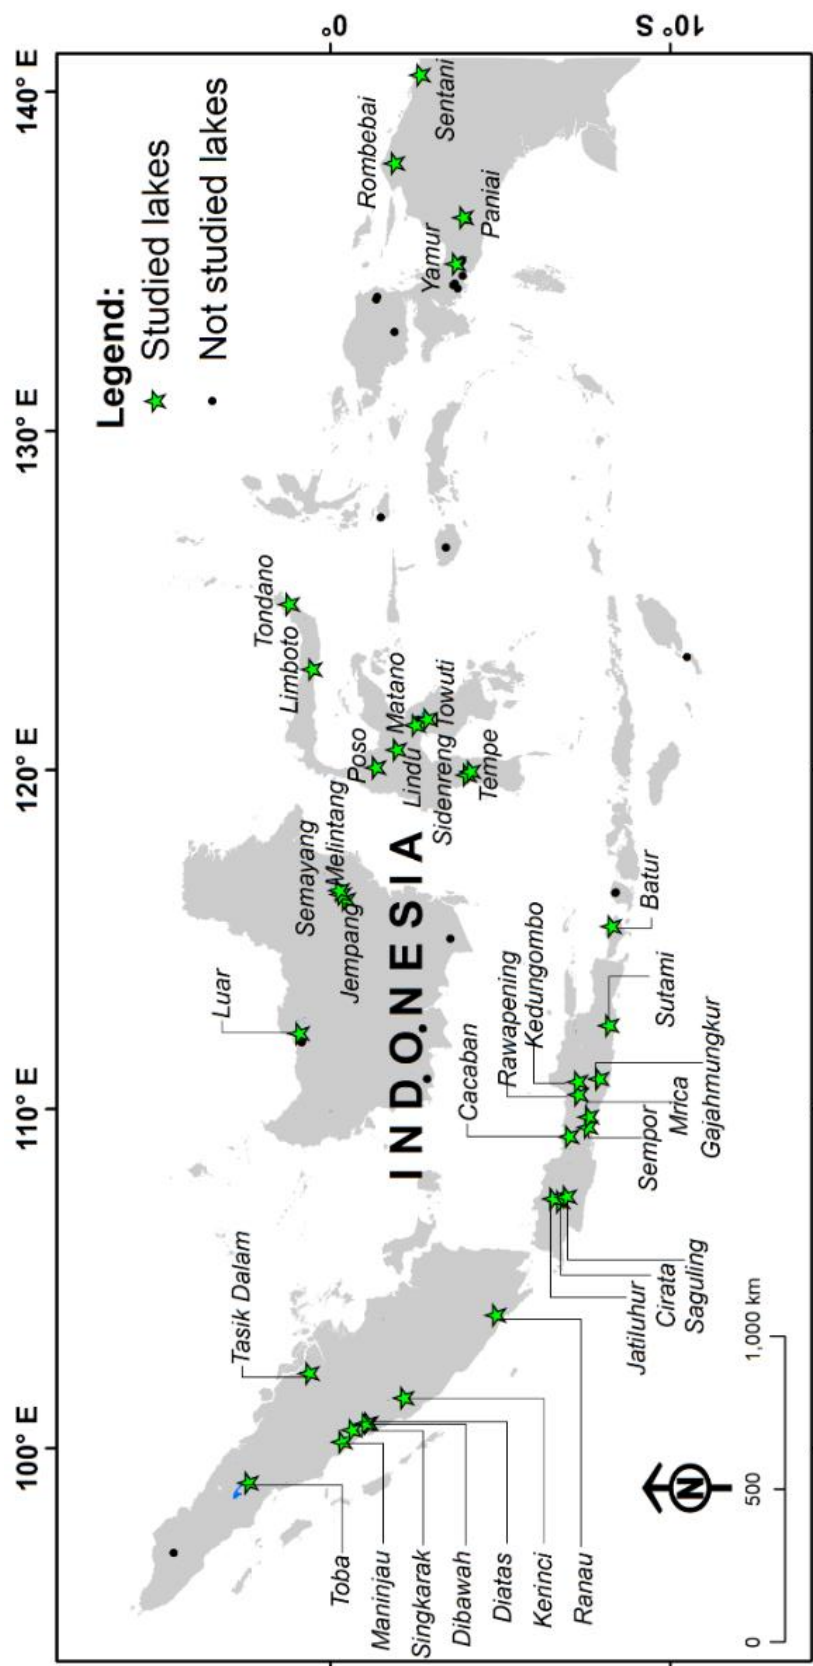 100° E
110° E
120° E
130° E
140° E
0°
10° S
Legend:
Studied lakes
Not studied lakes
INDONESIA
Toba
Maninjau
Singkarak
Dibawah
Diatas
Kerinci
Ranau
Tasik Dalam
Jatiluhur
Cirata
Saguling
Cacaban
Sempor
Mrica
Gajahmungkur
Rawapening
Kedungombo
Sutami
Batur
Luar
Semayang
Melintang
Jempang
Poso
Lindu
Matano
Towuti
Sidenreng
Tempe
Limboto
Tondano
Yamur
Paniai
Rombebai
Sentani
N
0 500 1,000 km